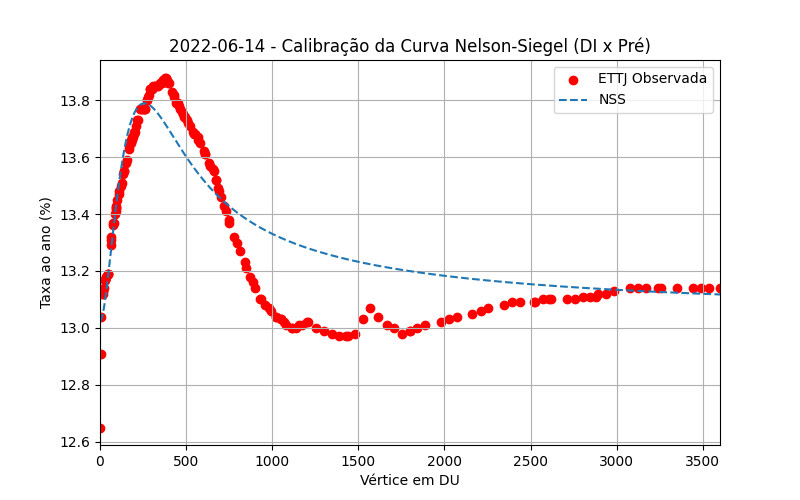 2022-06-14 - Calibração da Curva Nelson-Siegel (DI x Pré)
ETTJ Observada
NSS
Taxa ao ano (%)
13.8
13.6
13.4
13.2
13.0
12.8
12.6
0 500 1000 1500 2000 2500 3000 3500
Vértice em DU